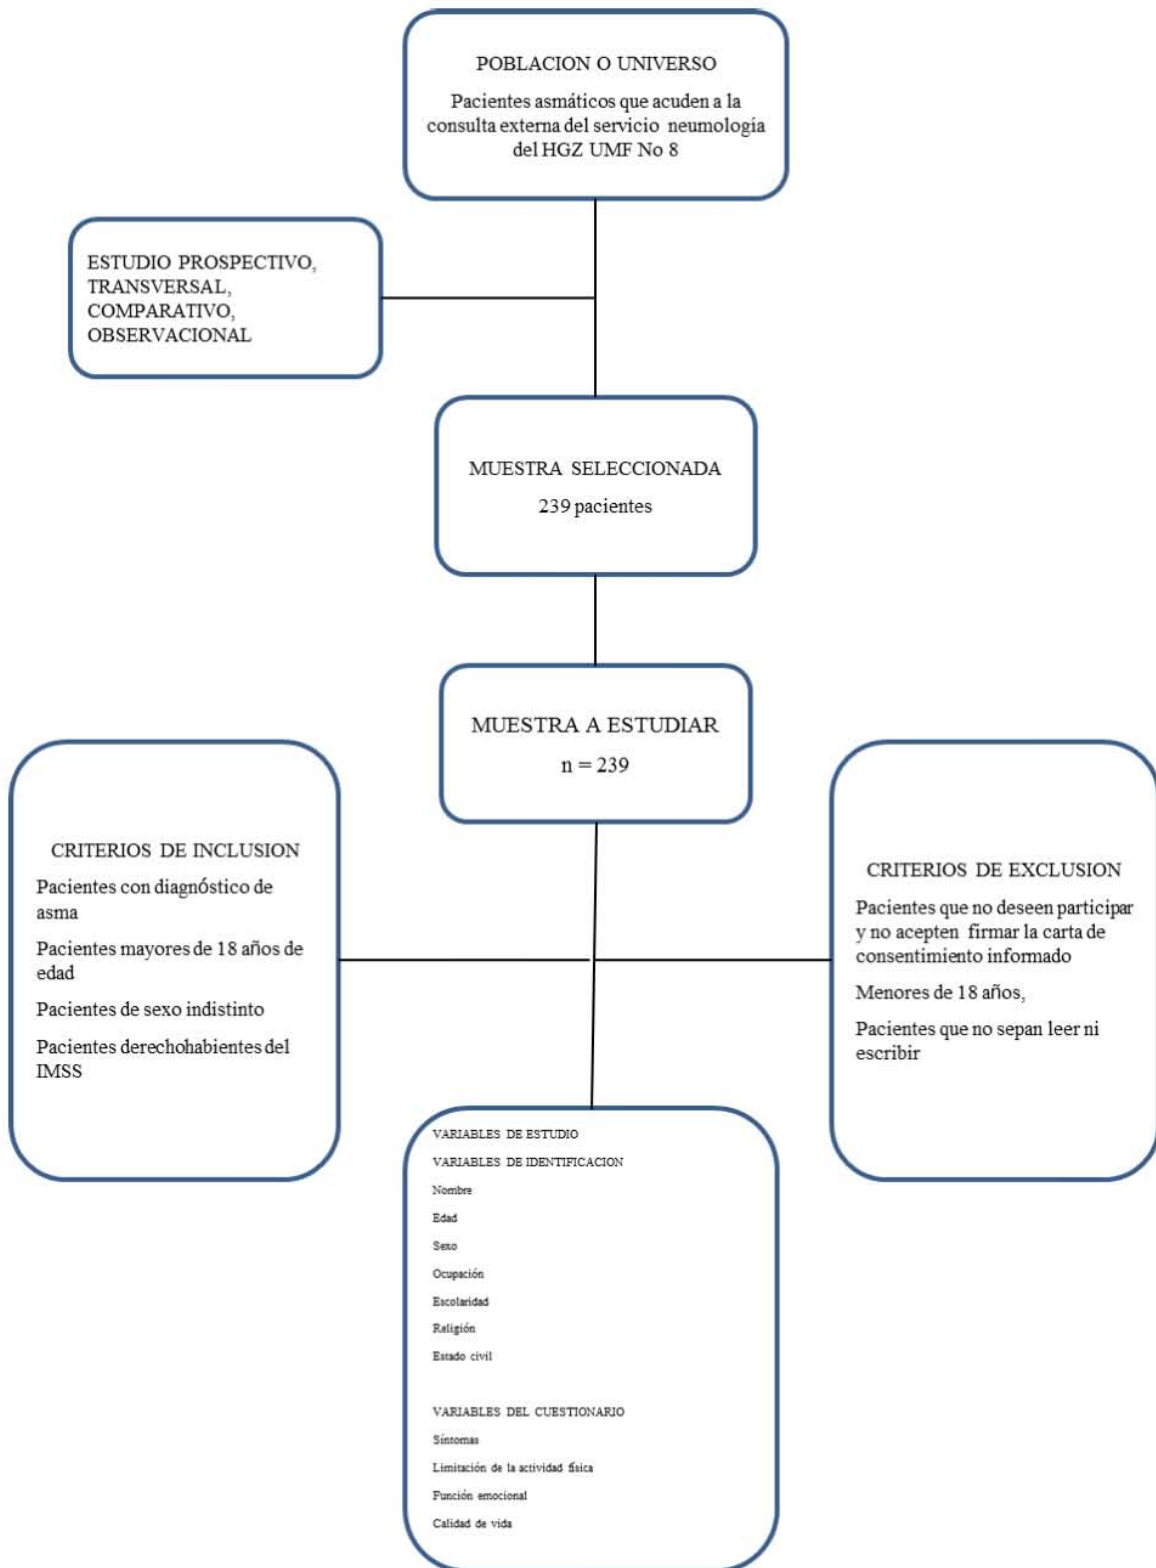 POBLACION O UNIVERSO
Pacientes asmáticos que acuden a la
consulta externa del servicio neumología
del HGZ UMF No 8
ESTUDIO PROSPECTIVO,
TRANSVERSAL,
COMPARATIVO,
OBSERVACIONAL
MUESTRA SELECCIONADA
239 pacientes
MUESTRA A ESTUDIAR
n = 239
CRITERIOS DE INCLUSION
Pacientes con diagnóstico de
asma
Pacientes mayores de 18 años de
edad
Pacientes de sexo indistinto
Pacientes derechohabientes del
IMSS
CRITERIOS DE EXCLUSION
Pacientes que no deseen participar
y no acepten firmar la carta de
consentimiento informado
Menores de 18 años,
Pacientes que no sepan leer ni
escribir
VARIABLES DE ESTUDIO
VARIABLES DE IDENTIFICACION
Nombre
Edad
Sexo
Ocupación
Escolaridad
Religión
Estado civil
VARIABLES DEL CUESTIONARIO
Síntomas
Limitación de la actividad física
Función emocional
Calidad de vida